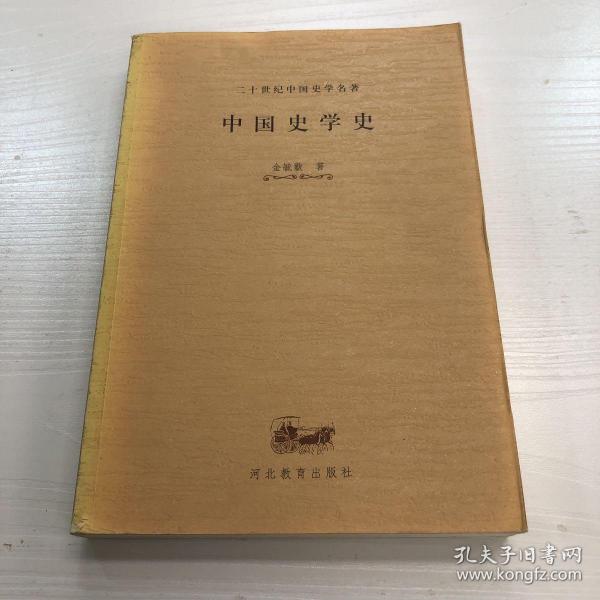 二十世纪中国史学名著
中国史学史
金毓黻 著
河北教育出版社
孔夫子旧书网
www.kongfz.com